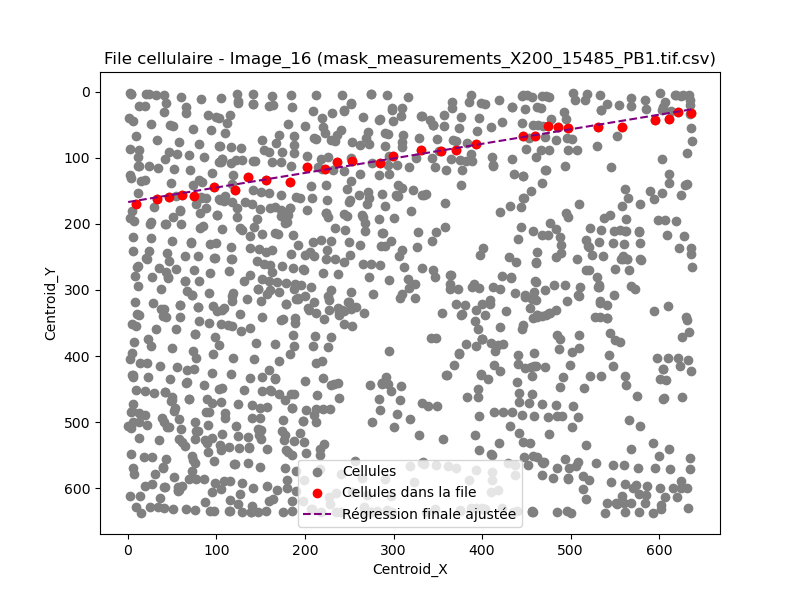 File cellulaire - Image_16 (mask_measurements_X200_15485_PB1.tif.csv)
0
100
200
300
400
500
600
Centroid_Y
Cellules
Cellules dans la file
Régression finale ajustée
0 100 200 300 400 500 600
Centroid_X